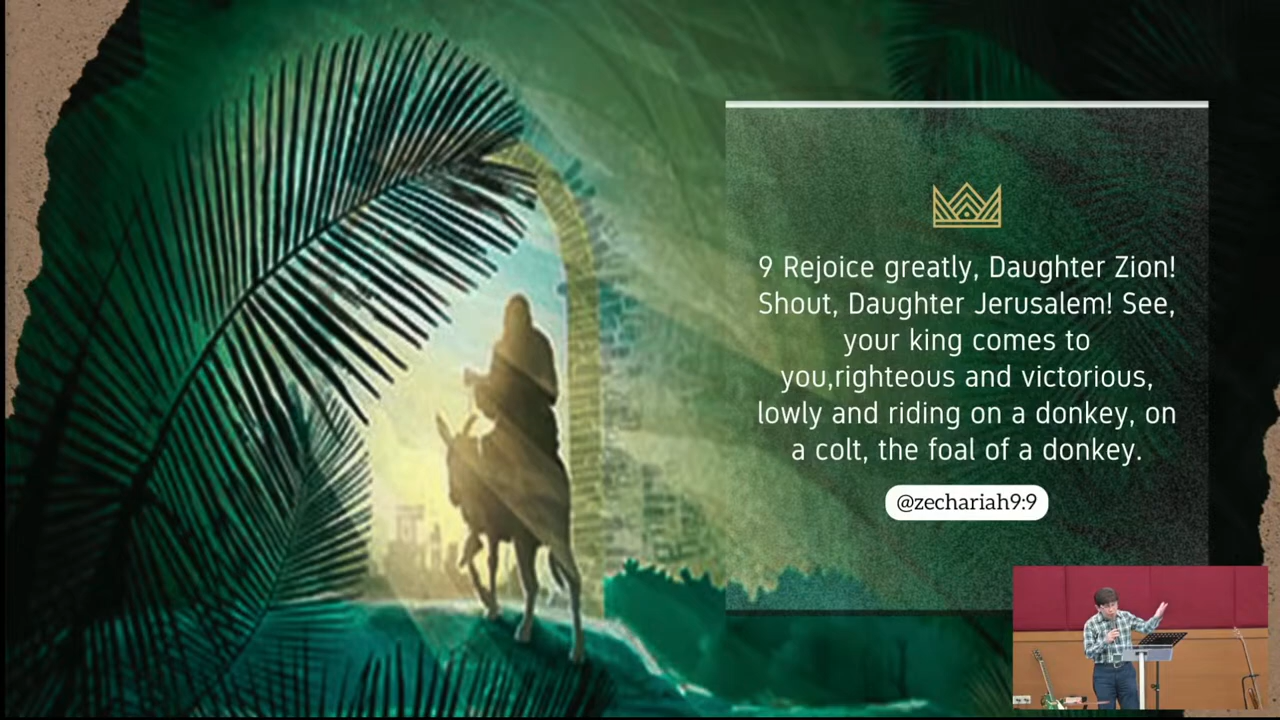 9 Rejoice greatly, Daughter Zion!
Shout, Daughter Jerusalem! See,
your king comes to
you,righteous and victorious,
lowly and riding on a donkey, on
a colt, the foal of a donkey.
@zechariah9:9